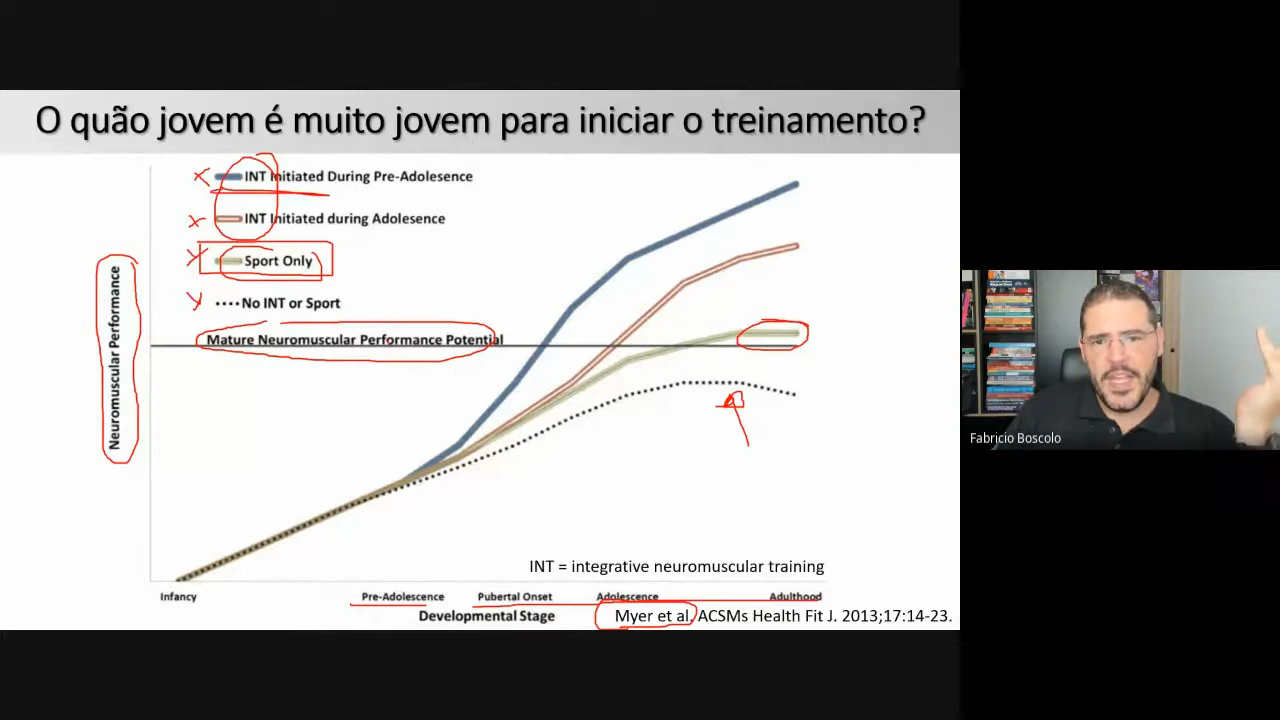 O quão jovem é muito jovem para iniciar o treinamento?
INT Initiated During Pre-Adolesence
INT Initiated during Adolesence
Sport Only
No INT or Sport
Mature Neuromuscular Performance Potential
Neuromuscular Performance
INT = integrative neuromuscular training
Infancy
Pre-Adolescence
Pubertal Onset
Adolescence
Adulthood
Developmental Stage
Myer et al. ACSMs Health Fit J. 2013;17:14-23.
Fabricio Boscolo